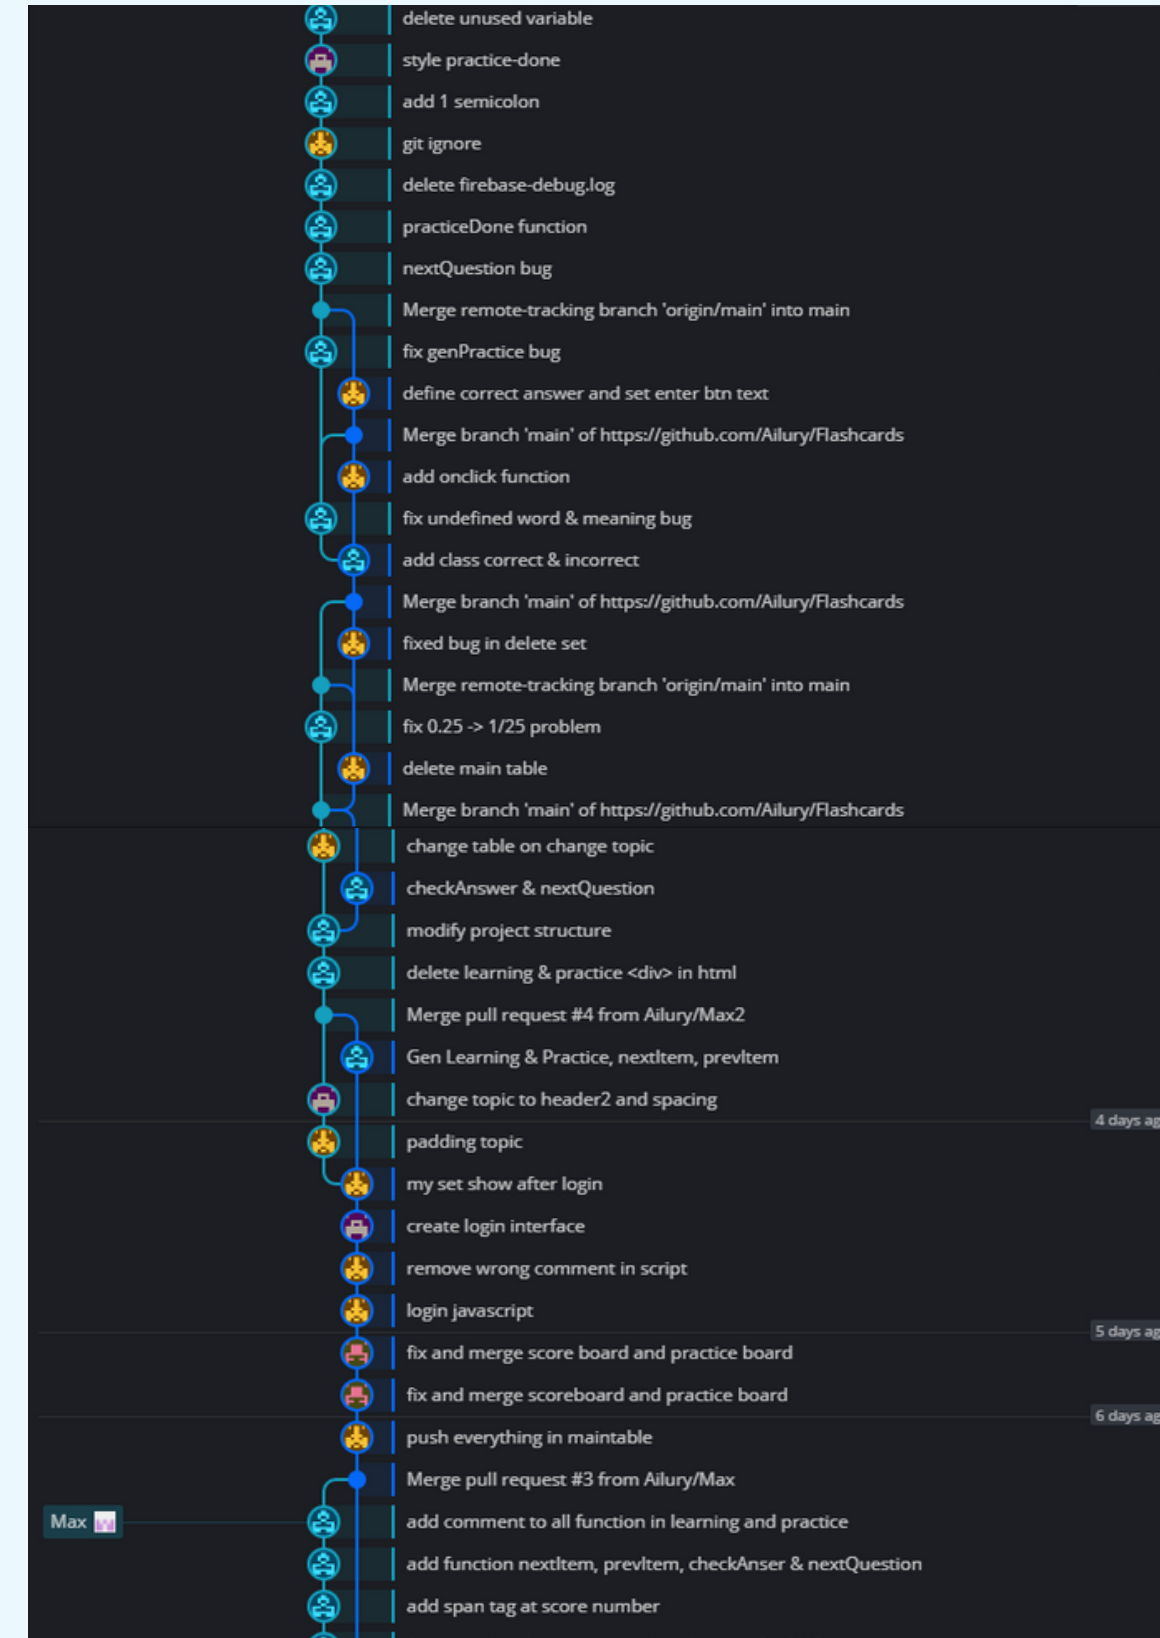 delete unused variable
style practice-done
add 1 semicolon
git ignore
delete firebase-debug.log
practiceDone function
nextQuestion bug
Merge remote-tracking branch 'origin/main' into main
fix genPractice bug
define correct answer and set enter btn text
Merge branch 'main' of https://github.com/Ailury/Flashcards
add onclick function
fix undefined word & meaning bug
add class correct & incorrect
Merge branch 'main' of https://github.com/Ailury/Flashcards
fixed bug in delete set
Merge remote-tracking branch 'origin/main' into main
fix 0.25 -> 1/25 problem
delete main table
Merge branch 'main' of https://github.com/Ailury/Flashcards
change table on change topic
checkAnswer & nextQuestion
modify project structure
delete learning & practice <div> in html
Merge pull request #4 from Ailury/Max2
Gen Learning & Practice, nextItem, prevItem
change topic to header2 and spacing
4 days ag
padding topic
my set show after login
create login interface
remove wrong comment in script
login javascript
5 days ag
fix and merge score board and practice board
fix and merge scoreboard and practice board
6 days ag
push everything in maintable
Merge pull request #3 from Ailury/Max
Max add comment to all function in learning and practice
add function nextItem, prevItem, checkAnser & nextQuestion
add span tag at score number